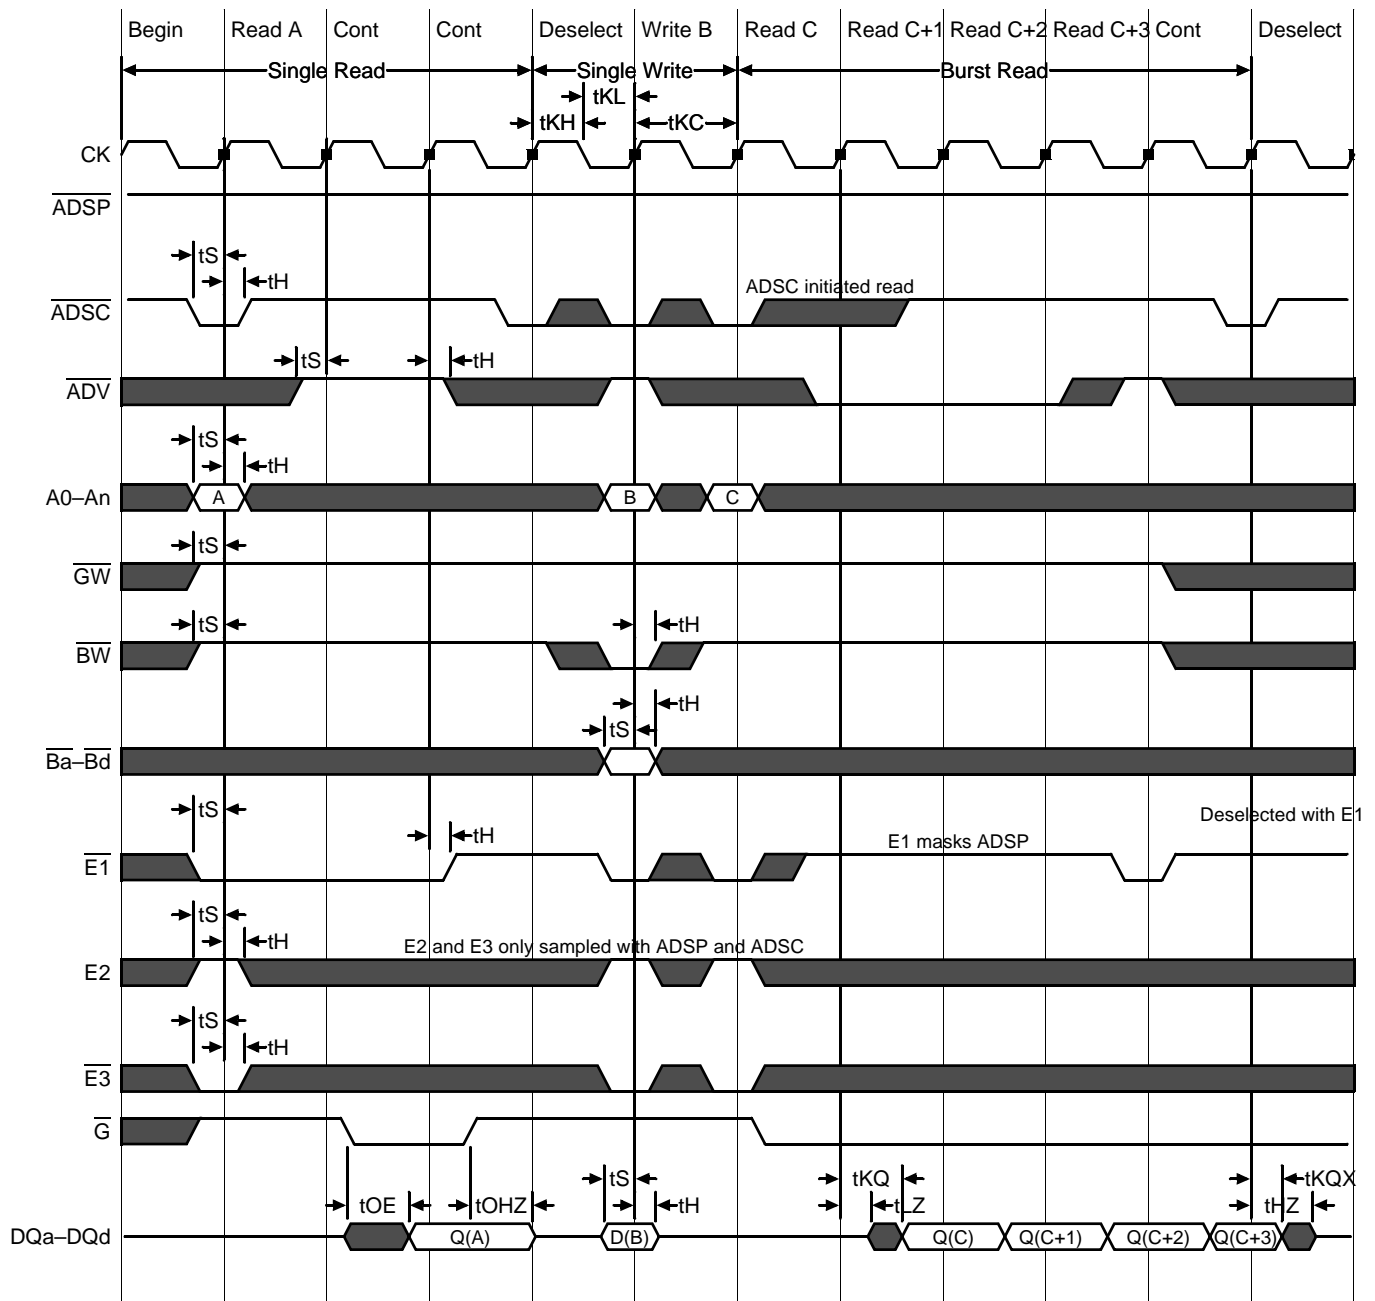 Begin Read A Cont Cont Deselect Write B Read C Read C+1 Read C+2 Read C+3 Cont Deselect
Single Read Single Write Burst Read
tKL
tKH tKC
CK
ADSP
tS
tH
ADSC initiated read
ADSC
tS tH
ADV
tS
tH
A0–An A B C
tS
GW
tS tH
BW
tH
tS
Ba–Bd
tS Deselected with E1
tH E1 masks ADSP
E1
tS
tH E2 and E3 only sampled with ADSP and ADSC
E2
tS
tH
E3
G
tS tKQ tKQX
tOE tOHZ tH tLZ tHZ
DQa–DQd Q(A) D(B) Q(C) Q(C+1) Q(C+2) Q(C+3)